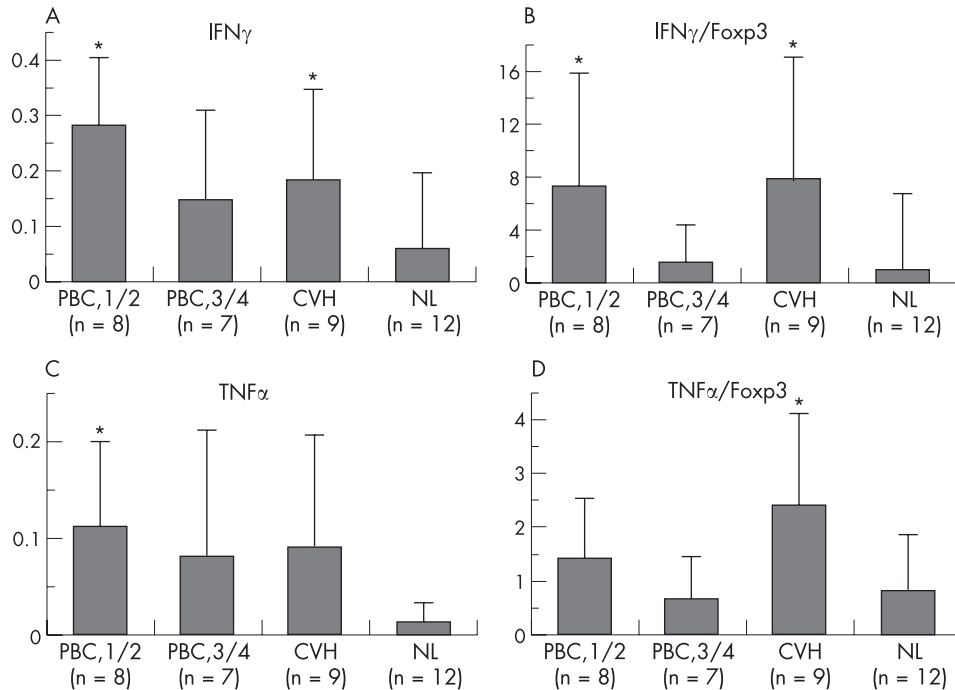 A
IFNγ
*
*
0.4
0.3
0.2
0.1
0
PBC,1/2
(n = 8)
PBC,3/4
(n = 7)
CVH
(n = 9)
NL
(n = 12)
B
IFNγ/Foxp3
*
*
16
12
8
4
0
PBC,1/2
(n = 8)
PBC,3/4
(n = 7)
CVH
(n = 9)
NL
(n = 12)
C
TNFα
*
0.2
0.1
0
PBC,1/2
(n = 8)
PBC,3/4
(n = 7)
CVH
(n = 9)
NL
(n = 12)
D
TNFα/Foxp3
*
4
3
2
1
0
PBC,1/2
(n = 8)
PBC,3/4
(n = 7)
CVH
(n = 9)
NL
(n = 12)